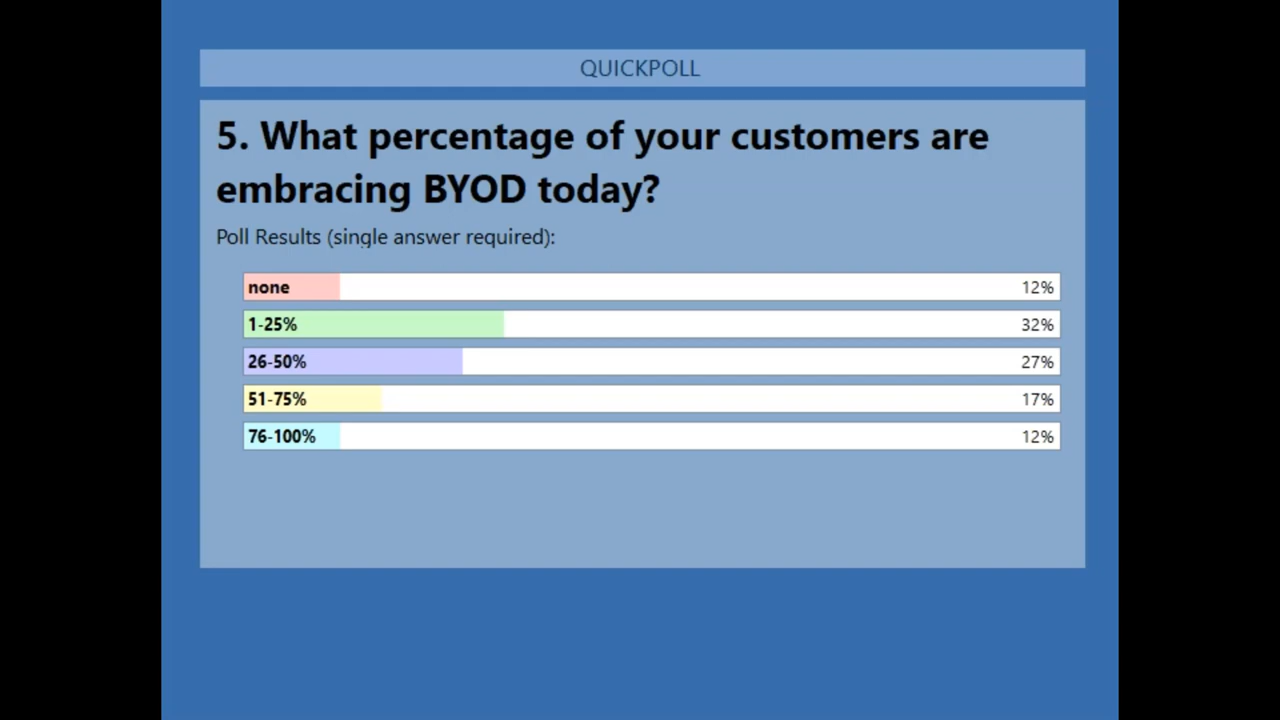 QUICKPOLL
5. What percentage of your customers are
embracing BYOD today?
Poll Results (single answer required):
none 12%
1-25% 32%
26-50% 27%
51-75% 17%
76-100% 12%